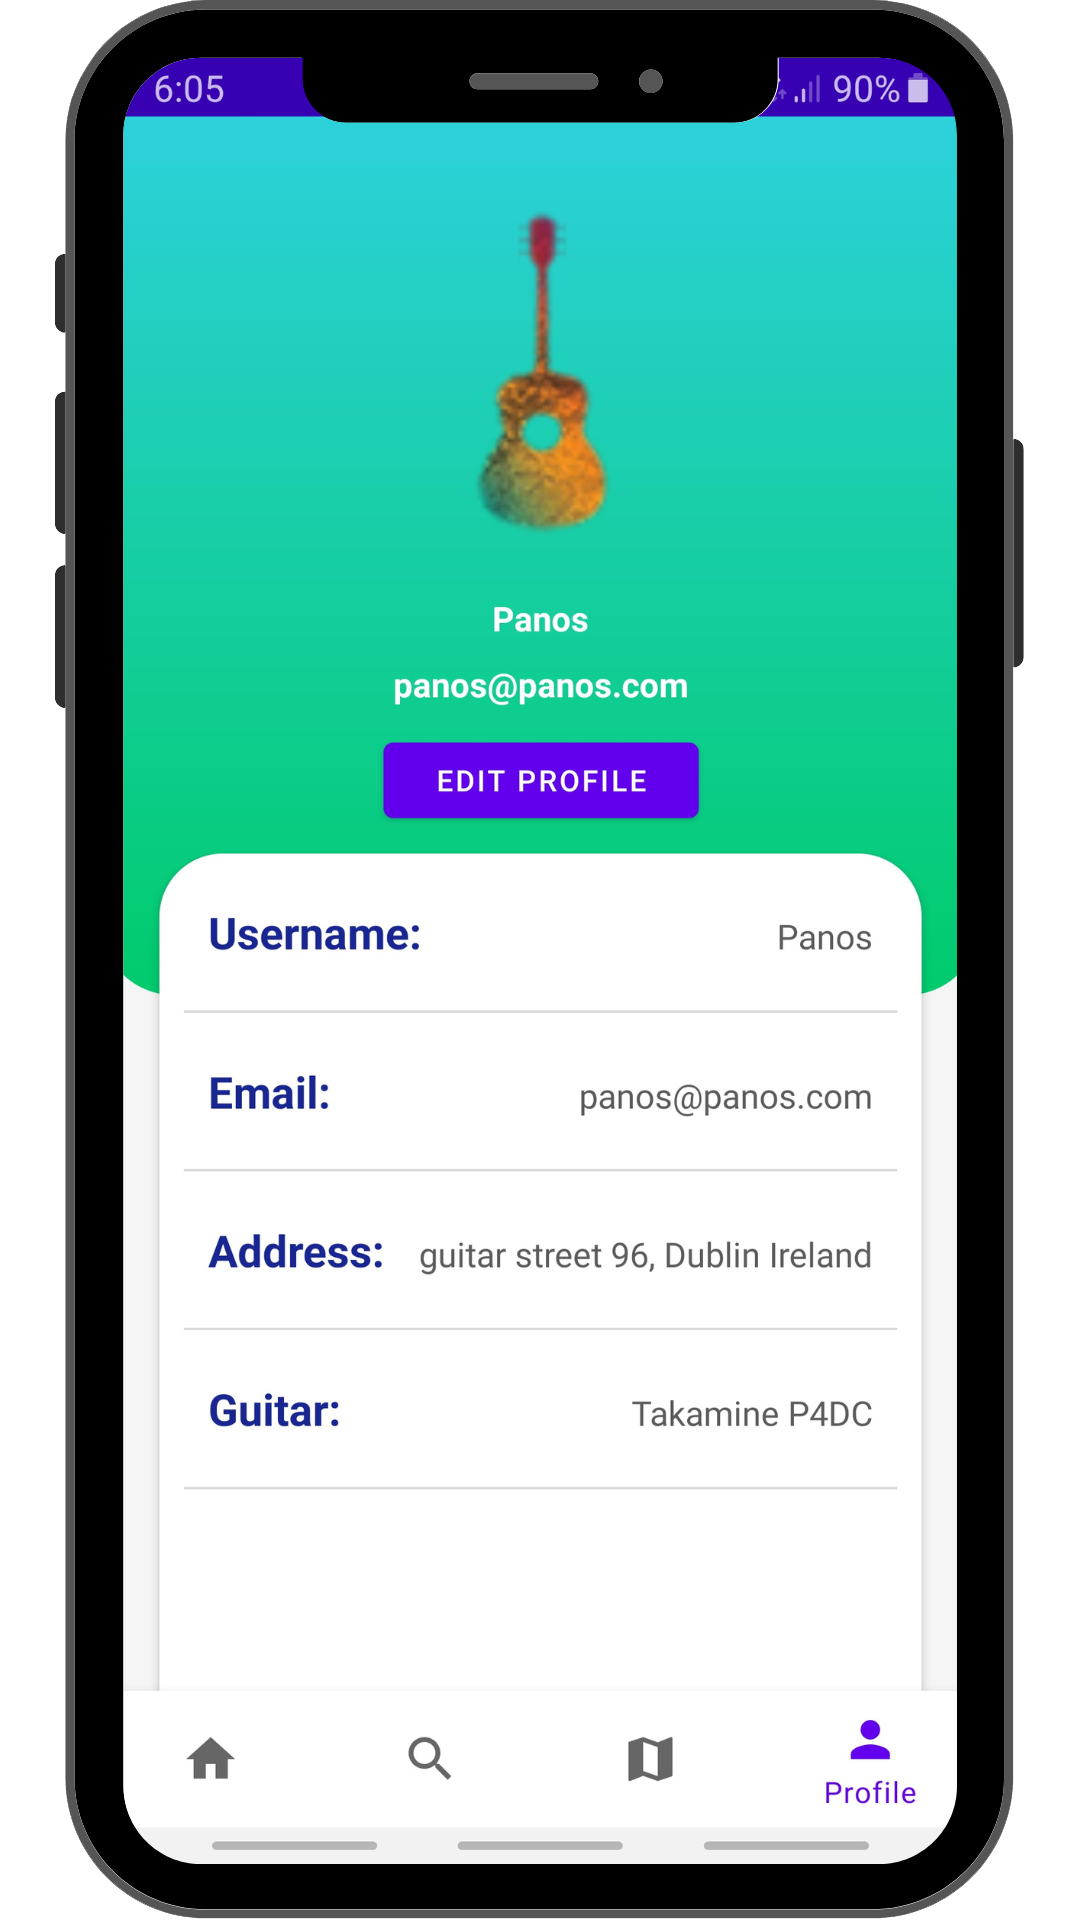 6:05 90%
Panos
panos@panos.com
EDIT PROFILE
Username: Panos
Email: panos@panos.com
Address: guitar street 96, Dublin Ireland
Guitar: Takamine P4DC
Profile